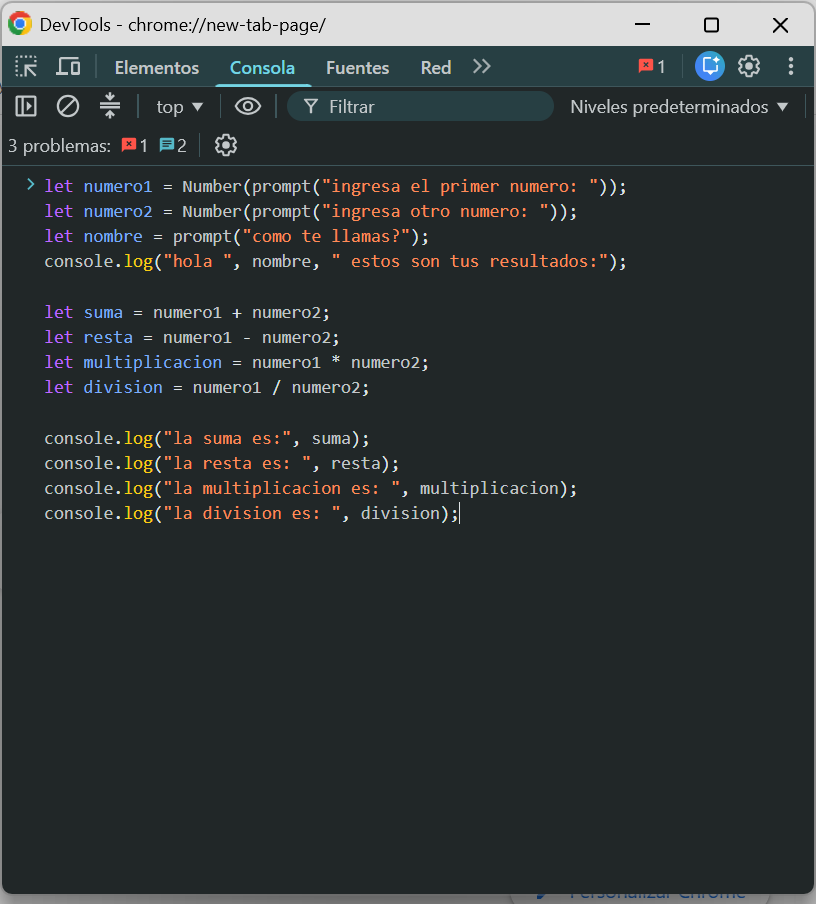 DevTools - chrome://new-tab-page/
Elementos Consola Fuentes Red 1
top Filtrar Niveles predeterminados
3 problemas: 1 2
let numero1 = Number(prompt("ingresa el primer numero: "));
let numero2 = Number(prompt("ingresa otro numero: "));
let nombre = prompt("como te llamas?");
console.log("hola ", nombre, " estos son tus resultados:");
let suma = numero1 + numero2;
let resta = numero1 - numero2;
let multiplicacion = numero1 * numero2;
let division = numero1 / numero2;
console.log("la suma es:", suma);
console.log("la resta es: ", resta);
console.log("la multiplicacion es: ", multiplicacion);
console.log("la division es: ", division);
Personalizar Chrome